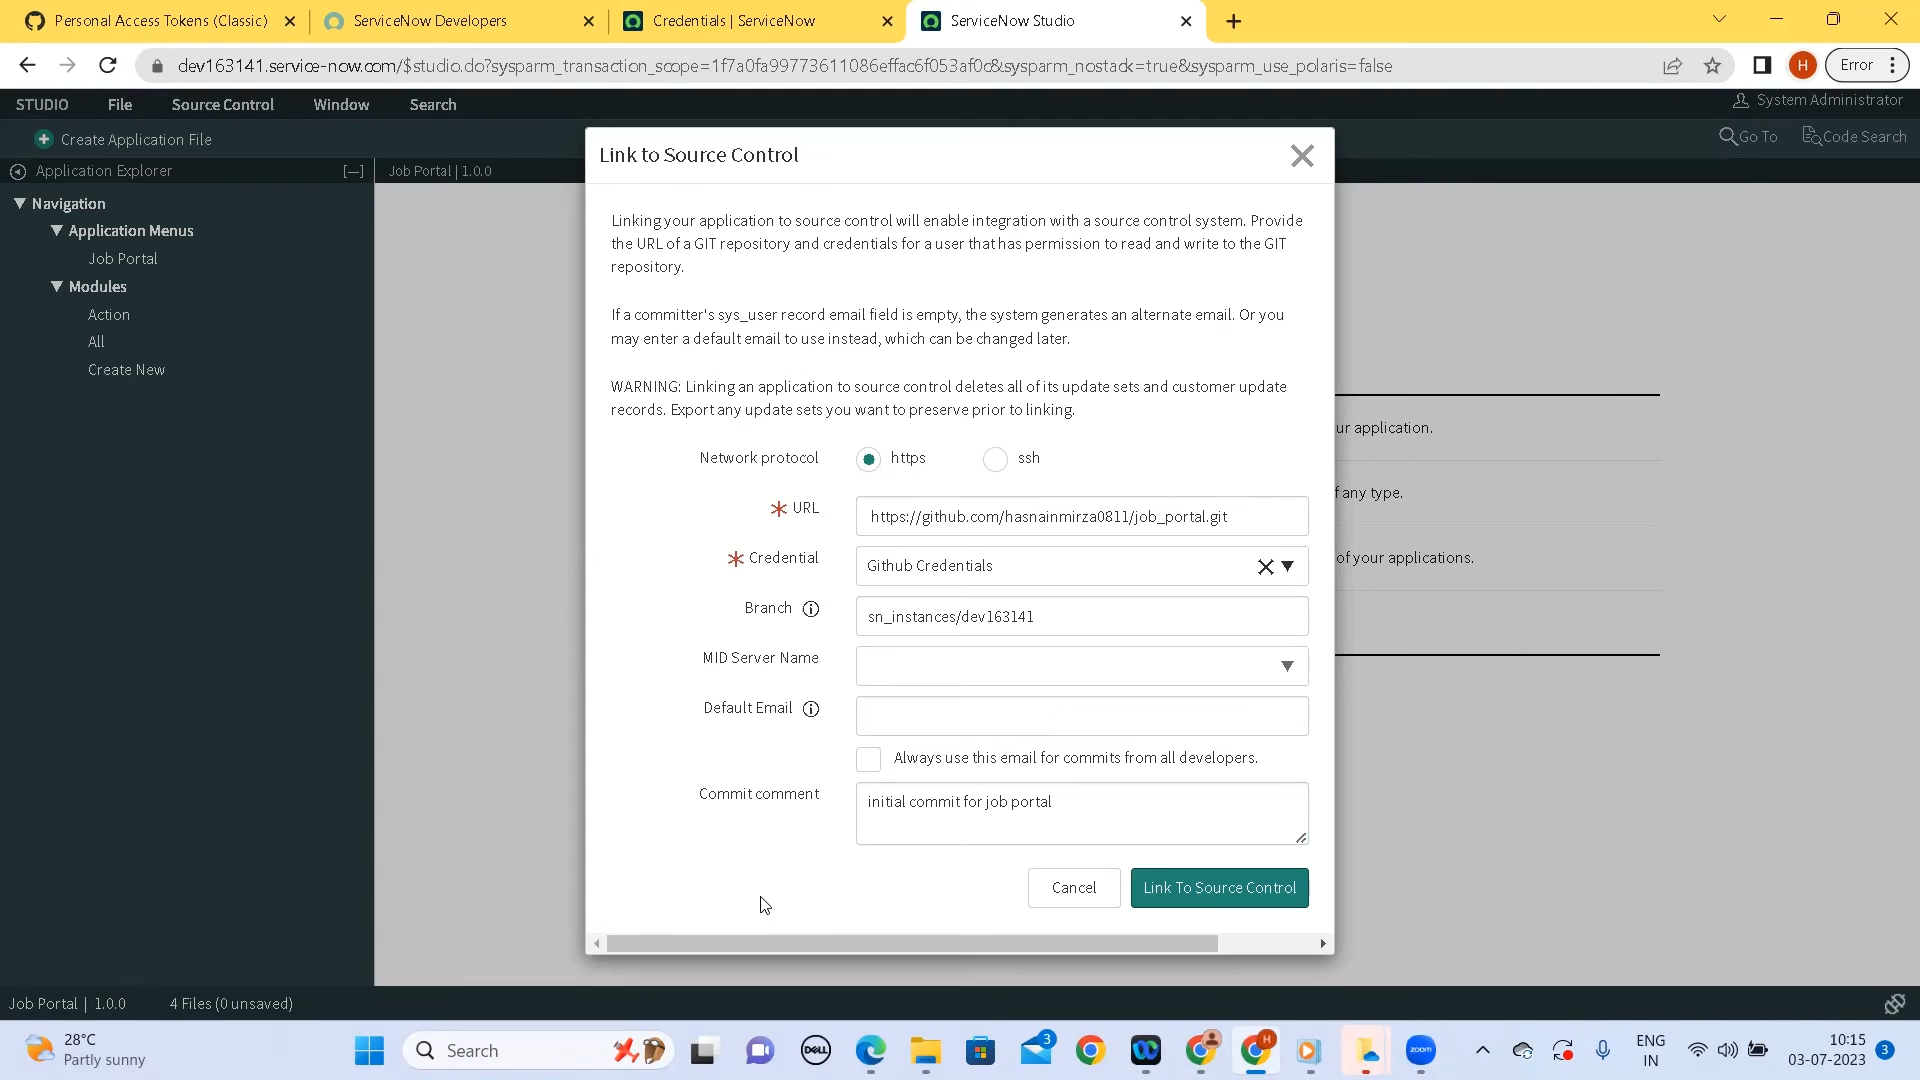 Personal Access Tokens (Classic)
ServiceNow Developers
Credentials | ServiceNow
ServiceNow Studio
dev163141.service-now.com/$studio.do?sysparm_transaction_scope=1f7a0fa99773611086effac6f053af0c&sysparm_nostack=true&sysparm_use_polaris=false
H
Error
STUDIO File Source Control Window Search
System Administrator
Create Application File
Go To
Code Search
Application Explorer
Job Portal | 1.0.0
Navigation
Application Menus
Job Portal
Modules
Action
All
Create New
Link to Source Control
Linking your application to source control will enable integration with a source control system. Provide
the URL of a GIT repository and credentials for a user that has permission to read and write to the GIT
repository.
If a committer's sys_user record email field is empty, the system generates an alternate email. Or you
may enter a default email to use instead, which can be changed later.
WARNING: Linking an application to source control deletes all of its update sets and customer update
records. Export any update sets you want to preserve prior to linking.
ur application.
f any type.
of your applications.
Network protocol https ssh
URL https://github.com/hasnainmirza0811/job_portal.git
Credential Github Credentials
Branch sn_instances/dev163141
MID Server Name
Default Email
Always use this email for commits from all developers.
Commit comment initial commit for job portal
Cancel Link To Source Control
Job Portal | 1.0.0 4 Files (0 unsaved)
28°C
Partly sunny
Search
DELL
3
H
zoom
ENG
IN
10:15
03-07-2023
3